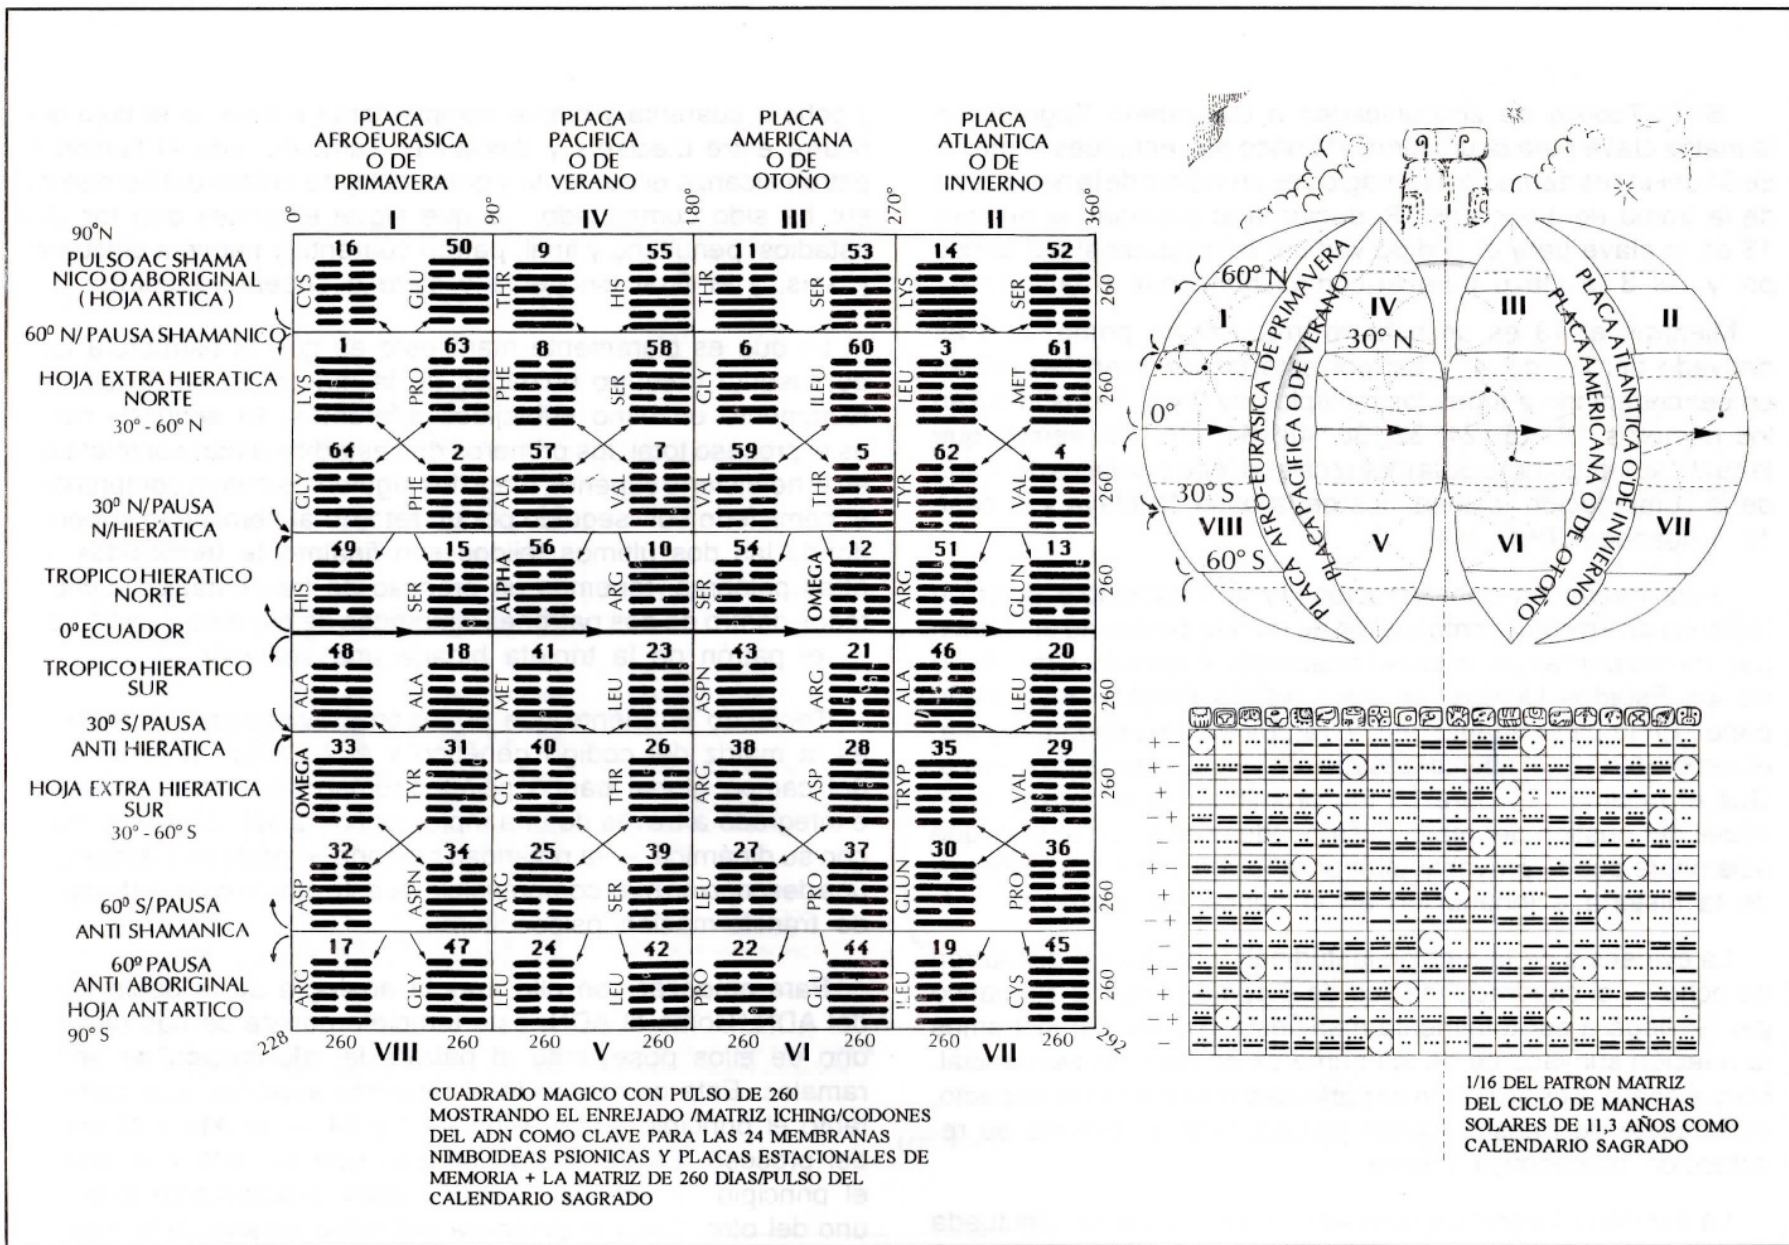 PLACA
AFROEURASICA
O DE
PRIMAVERA
PLACA
PACIFICA
O DE
VERANO
PLACA
AMERICANA
O DE
OTOÑO
PLACA
ATLANTICA
O DE
INVIERNO
0° I 90° IV 180° III 270° II 360°
90°N
PULSO AC SHAMA
NICO O ABORIGINAL
( HOJA ARTICA )
16 50 9 55 11 53 14 52
CYS GLU THR HIS THR SER LYS SER 260
60° N/ PAUSA SHAMANICO
1 63 8 58 6 60 3 61
HOJA EXTRA HIERATICA
NORTE
30° - 60° N
LYS PRO PHE SER GLY ILEU LEU MET 260
64 2 57 7 59 5 62 4
GLY PHE ALA VAL THR TYR VAL 260
30° N/ PAUSA
N/HIERATICA
49 15 56 10 54 12 51 13
TROPICO HIERATICO
NORTE
HIS SER ALPHA ARG SER OMEGA ARG GLUN 260
0° ECUADOR
48 18 41 23 43 21 46 20
TROPICO HIERATICO
SUR
ALA ALA MET LEU ASPN ARG ALA LEU 260
30° S/ PAUSA
ANTI HIERATICA
33 31 40 26 38 28 35 29
HOJA EXTRA HIERATICA
SUR
30° - 60° S
OMEGA TYR GLY THR ARG ASP TRYP VAL 260
32 34 25 39 27 37 30 36
ASP ASPN ARG SER LEU PRO GLUN PRO 260
60° S/ PAUSA
ANTI SHAMANICA
17 47 24 42 22 44 19 45
60° PAUSA
ANTI ABORIGINAL
HOJA ANTARTICO
90° S
ARG GLY LEU LEU PRO GLU ILEU LYS 260
228 260 VIII 260 260 V 260 260 VI 260 260 VII 260 292
CUADRADO MAGICO CON PULSO DE 260
MOSTRANDO EL ENREJADO /MATRIZ ICHING/CODONES
DEL ADN COMO CLAVE PARA LAS 24 MEMBRANAS
NIMBOIDEAS PSIONICAS Y PLACAS ESTACIONALES DE
MEMORIA + LA MATRIZ DE 260 DIAS/PULSO DEL
CALENDARIO SAGRADO
60° N
I IV III II
30° N
0°
30° S
VIII V VI VII
60° S
PLACA AFRO-EURASICA DE PRIMAVERA
PLACA PACIFICA O DE VERANO
PLACA AMERICANA O DE OTOÑO
PLACA ATLANTICA O DE INVIERNO
+ -
+ -
+
- +
-
+ -
+
- +
-
+ -
+
- +
-
1/16 DEL PATRON MATRIZ
DEL CICLO DE MANCHAS
SOLARES DE 11,3 AÑOS COMO
CALENDARIO SAGRADO